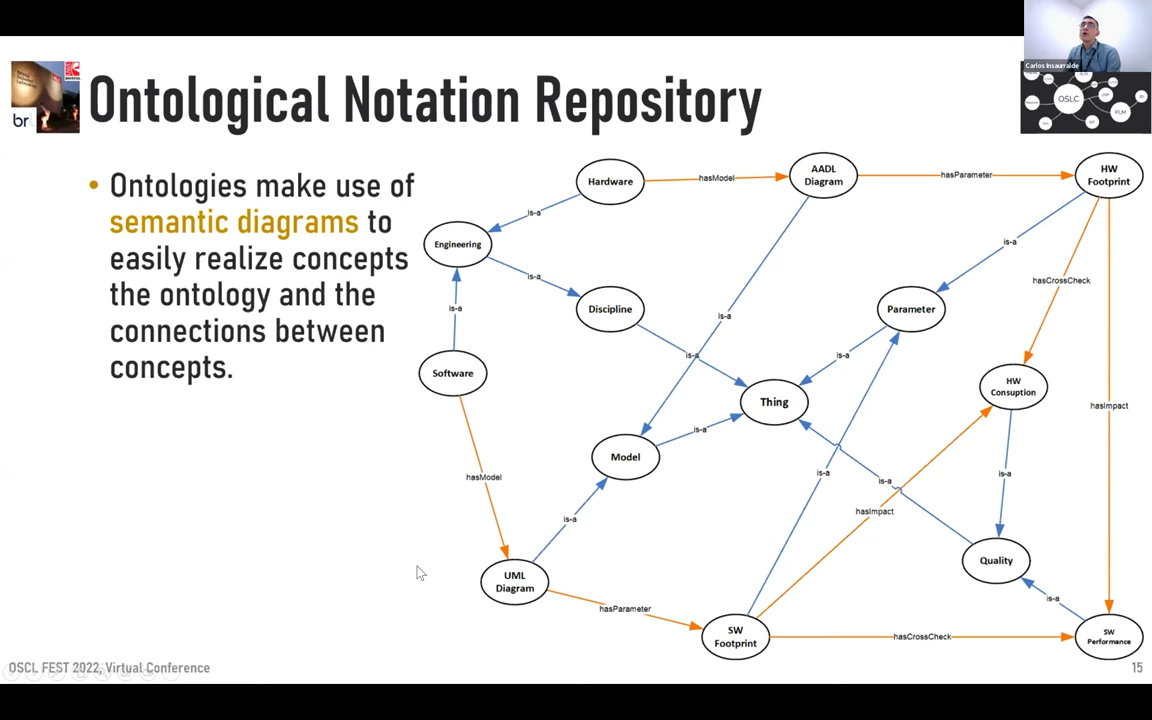 Carlos Insaurralde
OSLC
PLM
br
Ontological Notation Repository
• Ontologies make use of
semantic diagrams to
easily realize concepts
the ontology and the
connections between
concepts.
Hardware
hasModel
AADL
Diagram
hasParameter
HW
Footprint
is-a
Engineering
is-a
is-a
hasCrossCheck
is-a
Discipline
Parameter
is-a
is-a
is-a
Software
HW
Consuption
Thing
hasImpact
is-a
Model
hasModel
is-a
is-a
is-a
hasImpact
is-a
Quality
UML
Diagram
is-a
hasParameter
SW
Footprint
hasCrossCheck
SW
Performance
OSCL FEST 2022, Virtual Conference
15